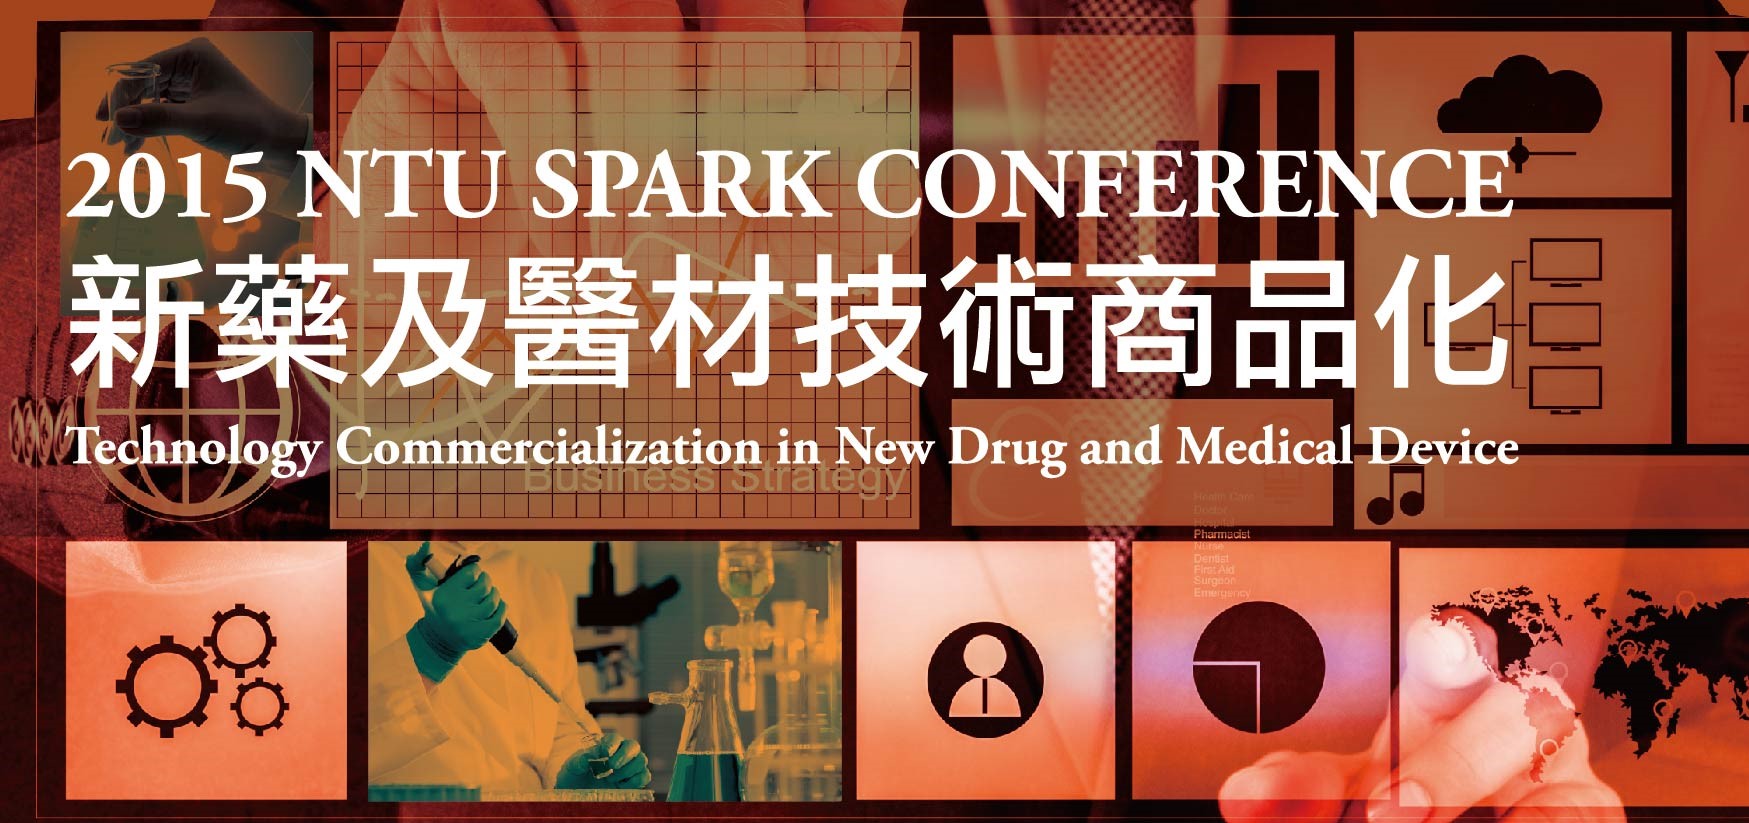 2015 NTU SPARK CONFERENCE
新藥及醫材技術商品化
Technology Commercialization in New Drug and Medical Device
Business Strategy
Health Care
Doctor
Hospital
Pharmacist
Nurse
Dentist
First Aid
Surgeon
Emergency